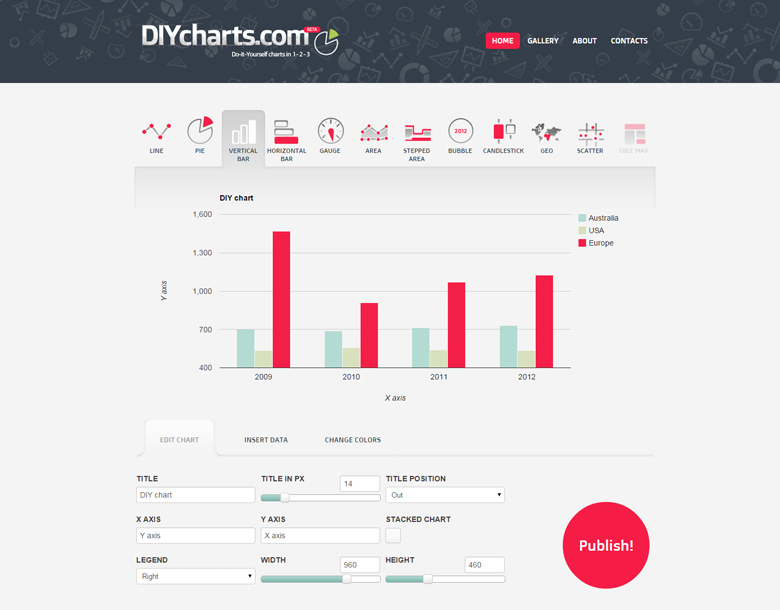 DIYcharts.com BETA
Do-it-Yourself charts in 1 - 2 - 3
HOME GALLERY ABOUT CONTACTS
2012
LINE PIE VERTICAL BAR HORIZONTAL BAR GAUGE AREA STEPPED AREA BUBBLE CANDLESTICK GEO SCATTER TREE MAP
DIY chart
1,600
1,300
1,000
700
400
Y axis
Australia
USA
Europe
2009 2010 2011 2012
X axis
EDIT CHART INSERT DATA CHANGE COLORS
TITLE TITLE IN PX 14 TITLE POSITION
DIY chart Out
X AXIS Y AXIS STACKED CHART
Y axis X axis
Publish!
LEGEND WIDTH 960 HEIGHT 460
Right